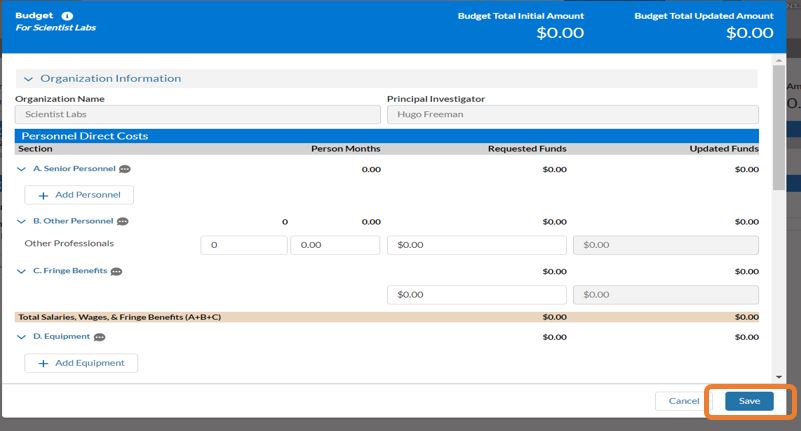 Budget i
For Scientist Labs
Budget Total Initial Amount Budget Total Updated Amount
$0.00 $0.00
Organization Information
Organization Name Principal Investigator
Scientist Labs Hugo Freeman
Personnel Direct Costs
Section Person Months Requested Funds Updated Funds
A. Senior Personnel 0.00 $0.00 $0.00
+ Add Personnel
B. Other Personnel 0 0.00 $0.00 $0.00
Other Professionals 0 0.00 $0.00 $0.00
C. Fringe Benefits $0.00 $0.00
$0.00 $0.00
Total Salaries, Wages, & Fringe Benefits (A+B+C) $0.00 $0.00
D. Equipment $0.00 $0.00
+ Add Equipment
Cancel Save